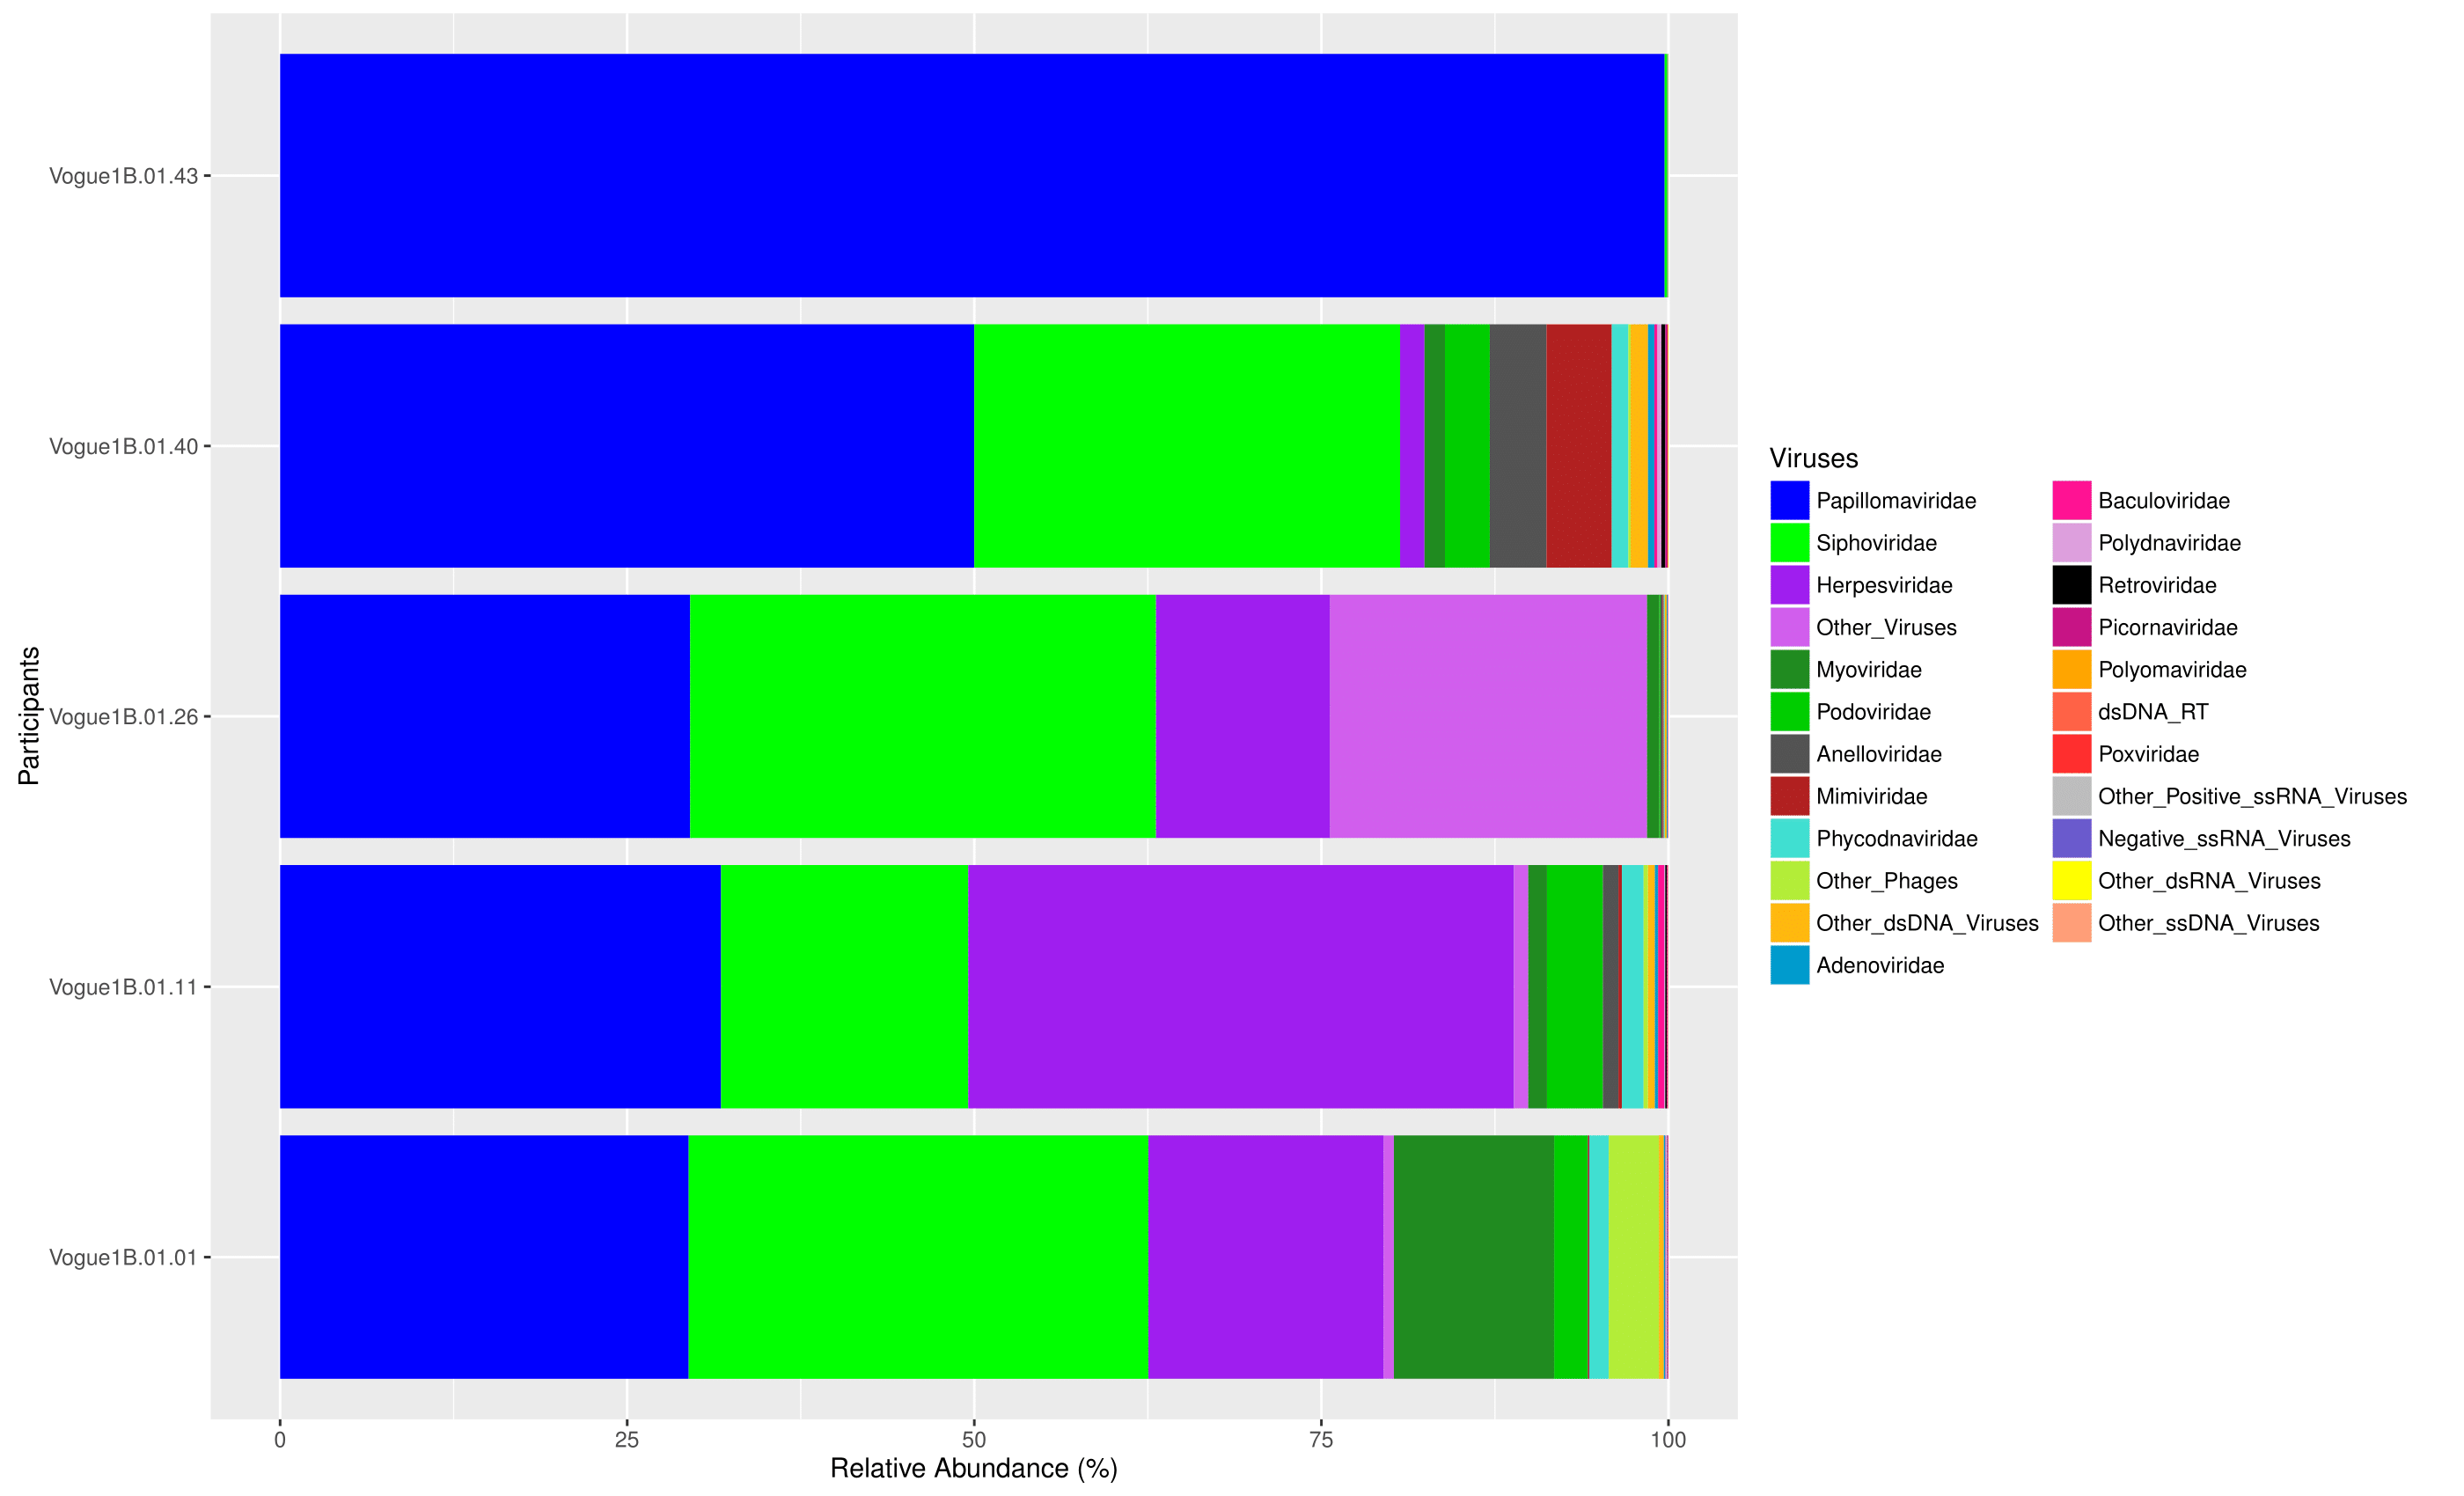 Participants
Vogue1B.01.43
Vogue1B.01.40
Vogue1B.01.26
Vogue1B.01.11
Vogue1B.01.01
0 25 50 75 100
Relative Abundance (%)
Viruses
Papillomaviridae
Siphoviridae
Herpesviridae
Other_Viruses
Myoviridae
Podoviridae
Anelloviridae
Mimiviridae
Phycodnaviridae
Other_Phages
Other_dsDNA_Viruses
Adenoviridae
Baculoviridae
Polydnaviridae
Retroviridae
Picornaviridae
Polyomaviridae
dsDNA_RT
Poxviridae
Other_Positive_ssRNA_Viruses
Negative_ssRNA_Viruses
Other_dsRNA_Viruses
Other_ssDNA_Viruses